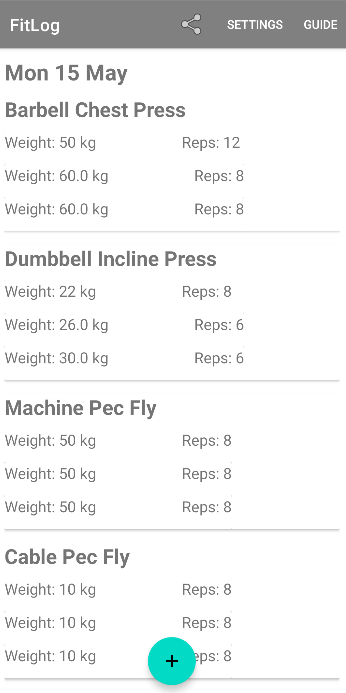 FitLog SETTINGS GUIDE
Mon 15 May
Barbell Chest Press
Weight: 50 kg Reps: 12
Weight: 60.0 kg Reps: 8
Weight: 60.0 kg Reps: 8
Dumbbell Incline Press
Weight: 22 kg Reps: 8
Weight: 26.0 kg Reps: 6
Weight: 30.0 kg Reps: 6
Machine Pec Fly
Weight: 50 kg Reps: 8
Weight: 50 kg Reps: 8
Weight: 50 kg Reps: 8
Cable Pec Fly
Weight: 10 kg Reps: 8
Weight: 10 kg Reps: 8
Weight: 10 kg 8